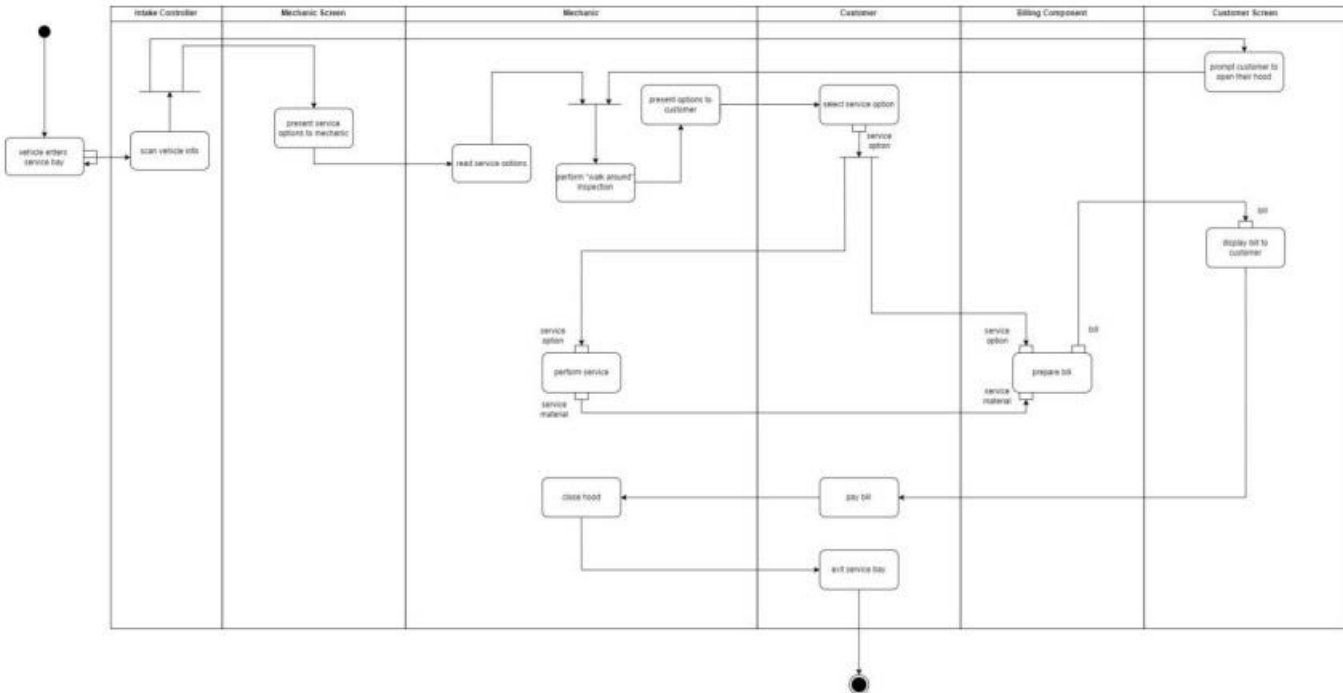 Intake Controller
Mechanic Screen
Mechanic
Customer
Billing Component
Customer Screen
vehicle enters
service bay
scan vehicle info
present service
options to mechanic
read service options
perform "walk around"
inspection
present options to
customer
select service option
service
option
prompt customer to
open their hood
bill
display bill to
customer
service
option
perform service
service
material
service
option
bill
prepare bill
service
material
close hood
pay bill
exit service bay